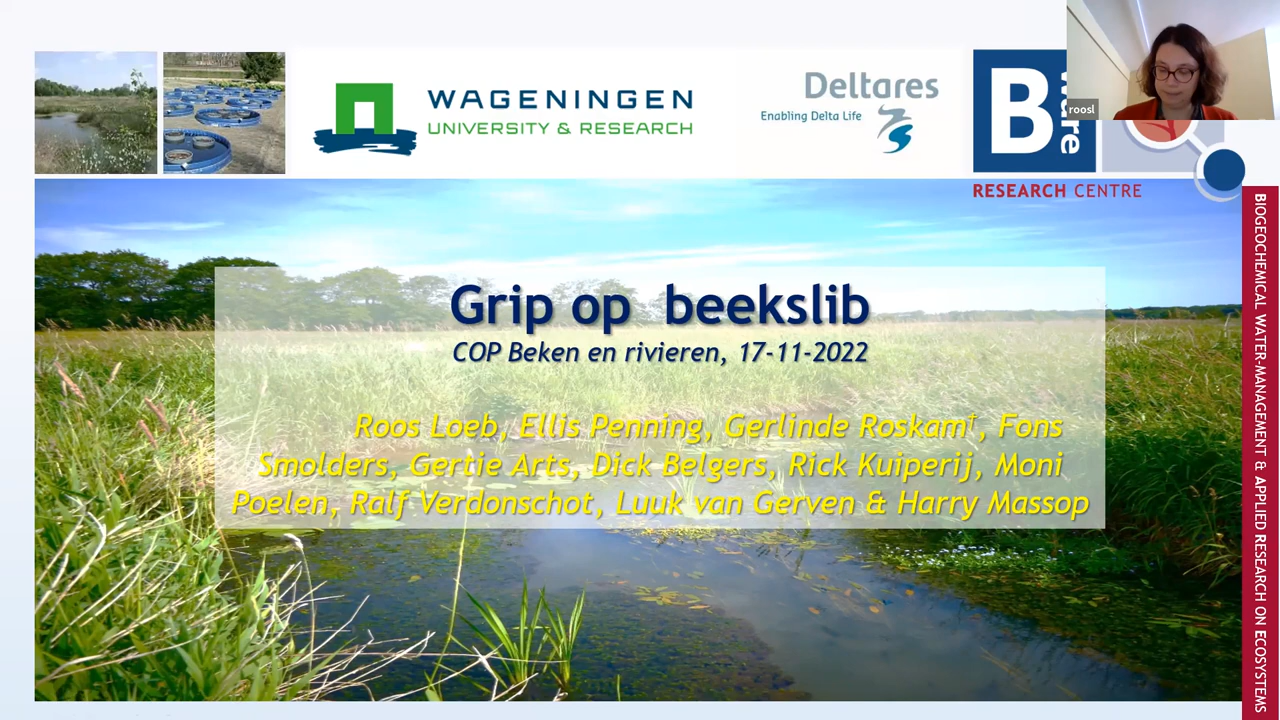 WAGENINGEN
UNIVERSITY & RESEARCH
Deltares
Enabling Delta Life
B
ware
RESEARCH CENTRE
roosl
Grip op beekslib
COP Beken en rivieren, 17-11-2022
Roos Loeb, Ellis Penning, Gerlinde Roskam†, Fons
Smolders, Gertie Arts, Dick Belgers, Rick Kuiperij, Moni
Poelen, Ralf Verdonschot, Luuk van Gerven & Harry Massop
BIOGEOCHEMICAL WATER-MANAGEMENT & APPLIED RESEARCH ON ECOSYSTEMS